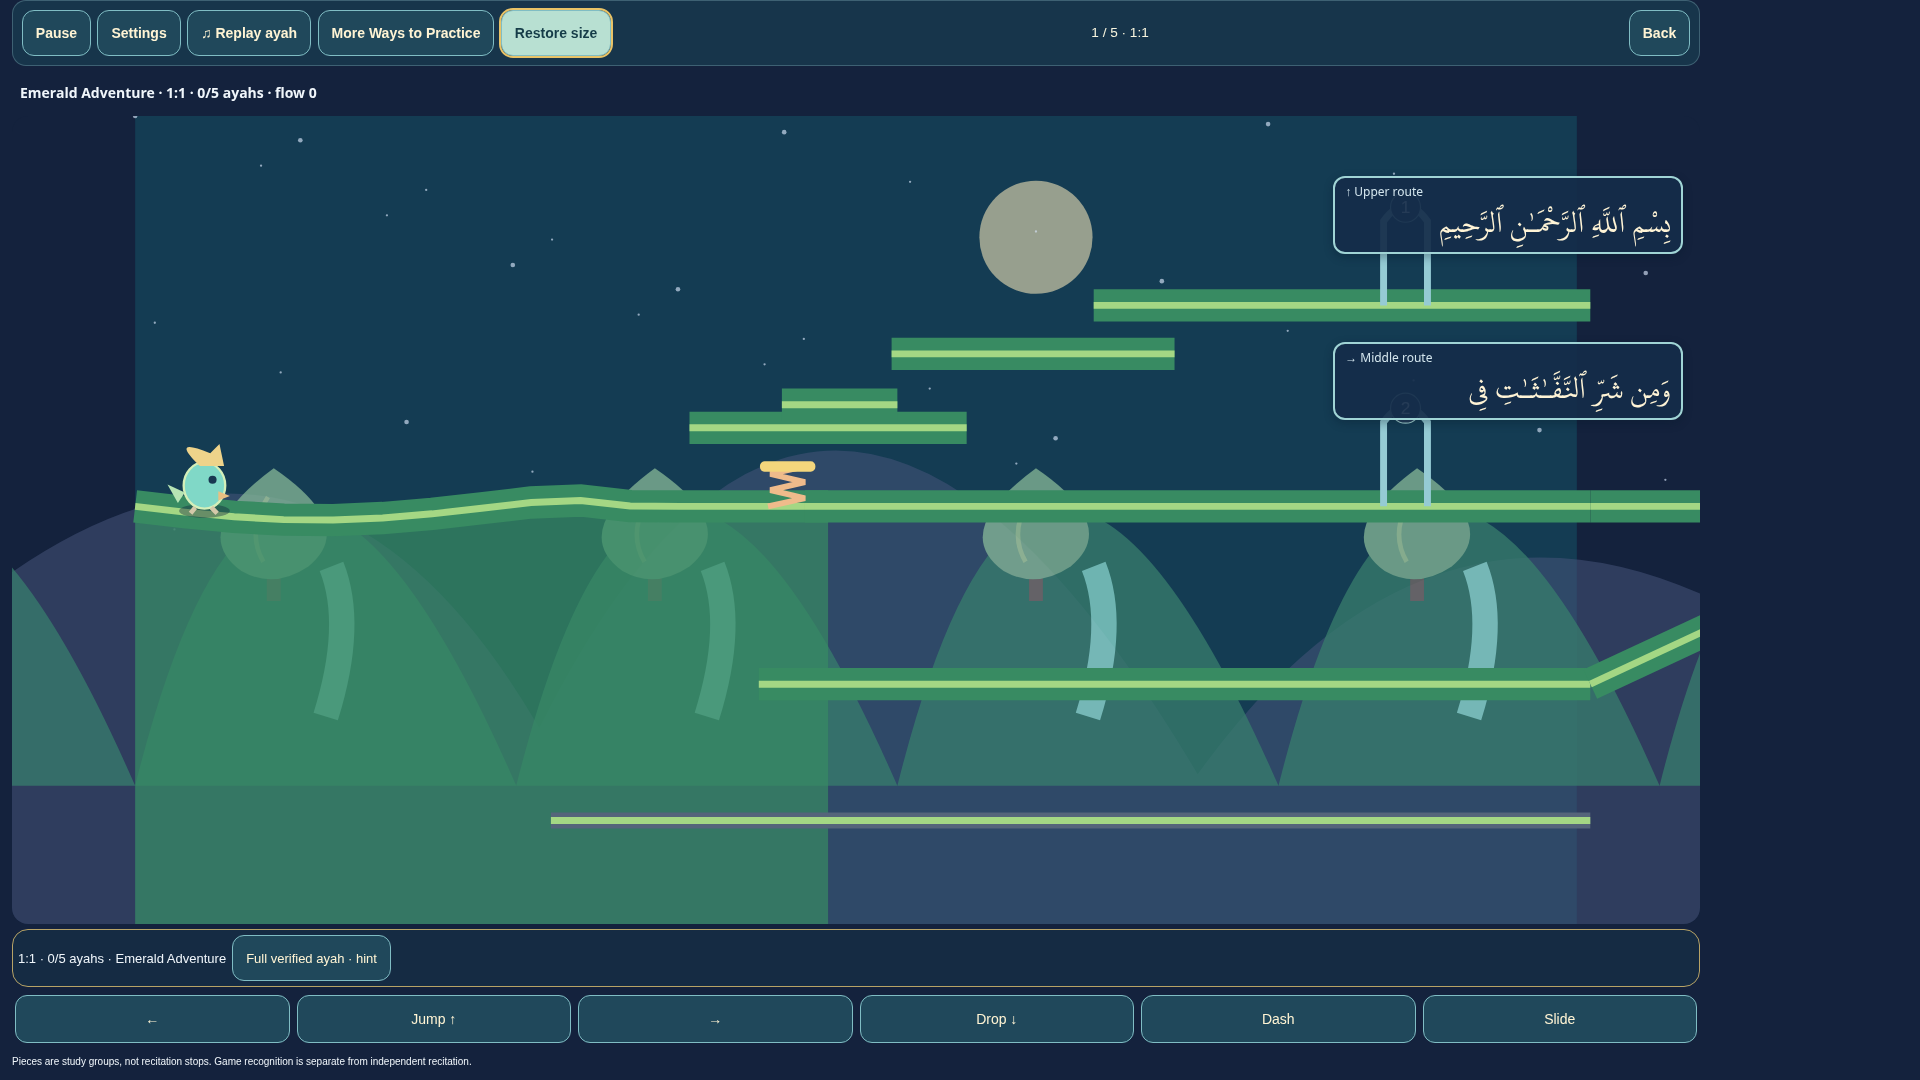 Pause Settings ♫ Replay ayah More Ways to Practice Restore size 1 / 5 · 1:1 Back
Emerald Adventure · 1:1 · 0/5 ayahs · flow 0
↑ Upper route
1
بِسْمِ ٱللَّهِ ٱلرَّحْمَـٰنِ ٱلرَّحِيمِ
→ Middle route
وَمِن شَرِّ ٱلنَّفَّـٰثَـٰتِ فِى
2
1:1 · 0/5 ayahs · Emerald Adventure Full verified ayah · hint
← Jump ↑ → Drop ↓ Dash Slide
Pieces are study groups, not recitation stops. Game recognition is separate from independent recitation.